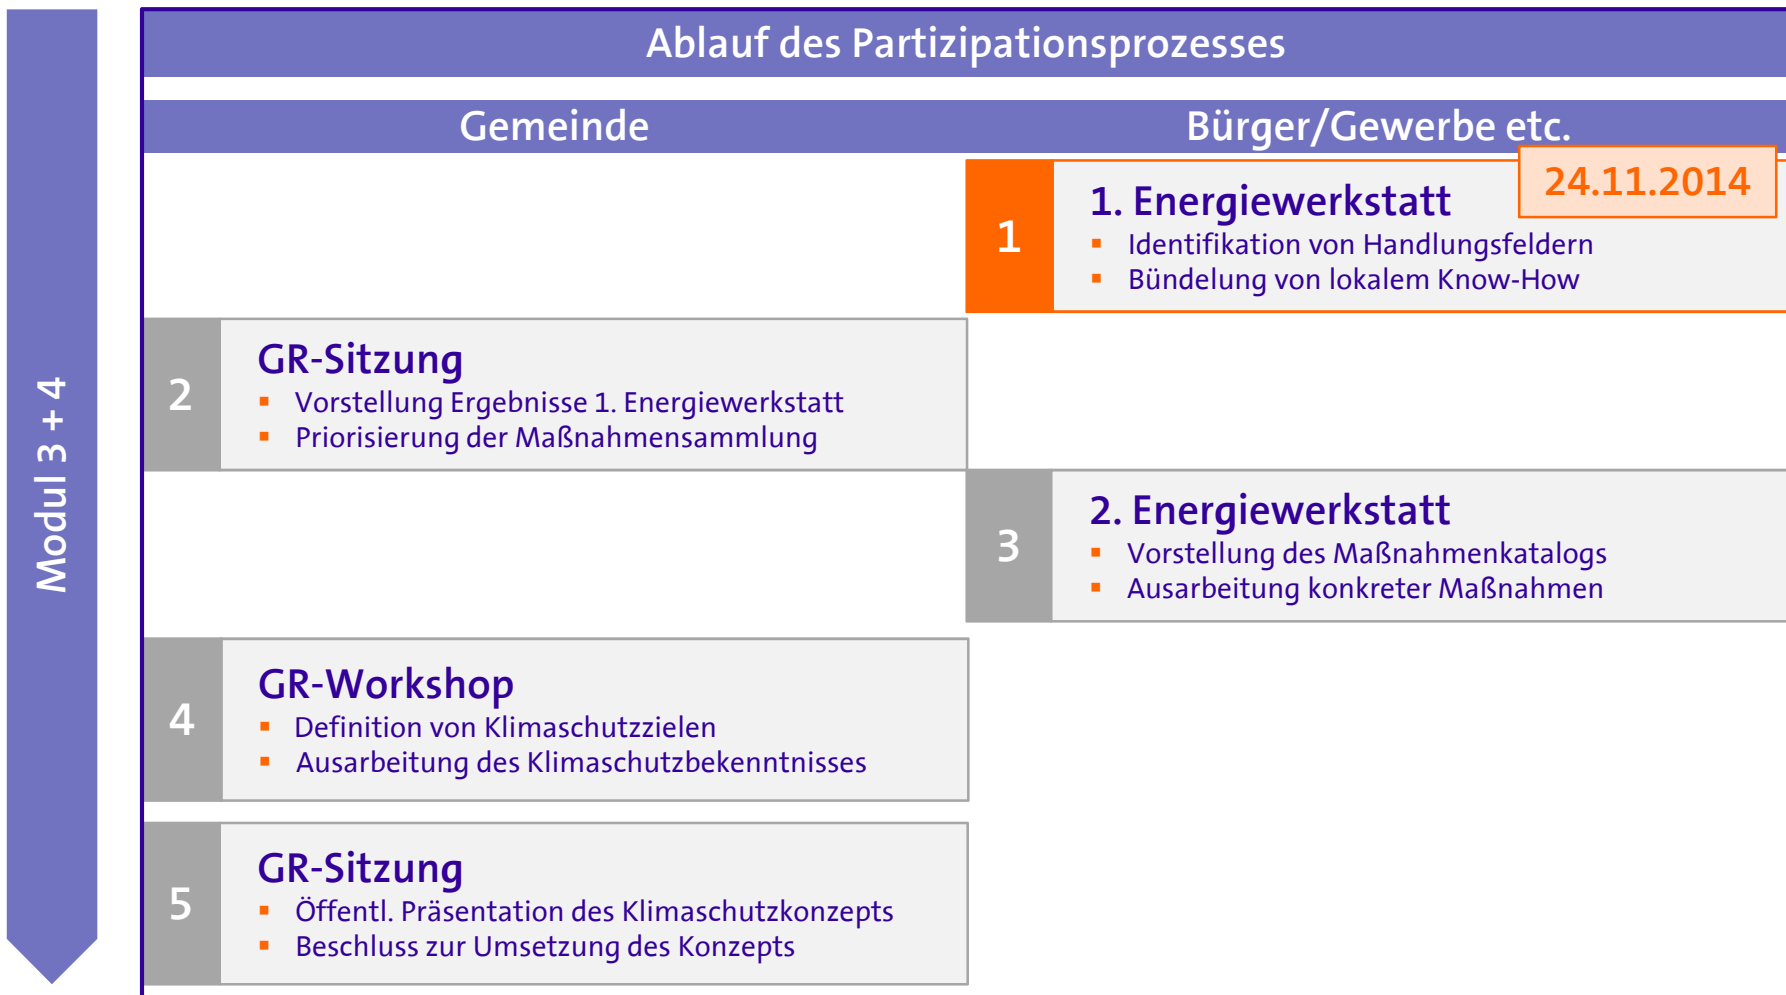 Ablauf des Partizipationsprozesses
Gemeinde
Bürger/Gewerbe etc.
Modul 3 + 4
24.11.2014
1
1. Energiewerkstatt
▪ Identifikation von Handlungsfeldern
▪ Bündelung von lokalem Know-How
2
GR-Sitzung
▪ Vorstellung Ergebnisse 1. Energiewerkstatt
▪ Priorisierung der Maßnahmensammlung
3
2. Energiewerkstatt
▪ Vorstellung des Maßnahmenkatalogs
▪ Ausarbeitung konkreter Maßnahmen
4
GR-Workshop
▪ Definition von Klimaschutzzielen
▪ Ausarbeitung des Klimaschutzbekenntnisses
5
GR-Sitzung
▪ Öffentl. Präsentation des Klimaschutzkonzepts
▪ Beschluss zur Umsetzung des Konzepts